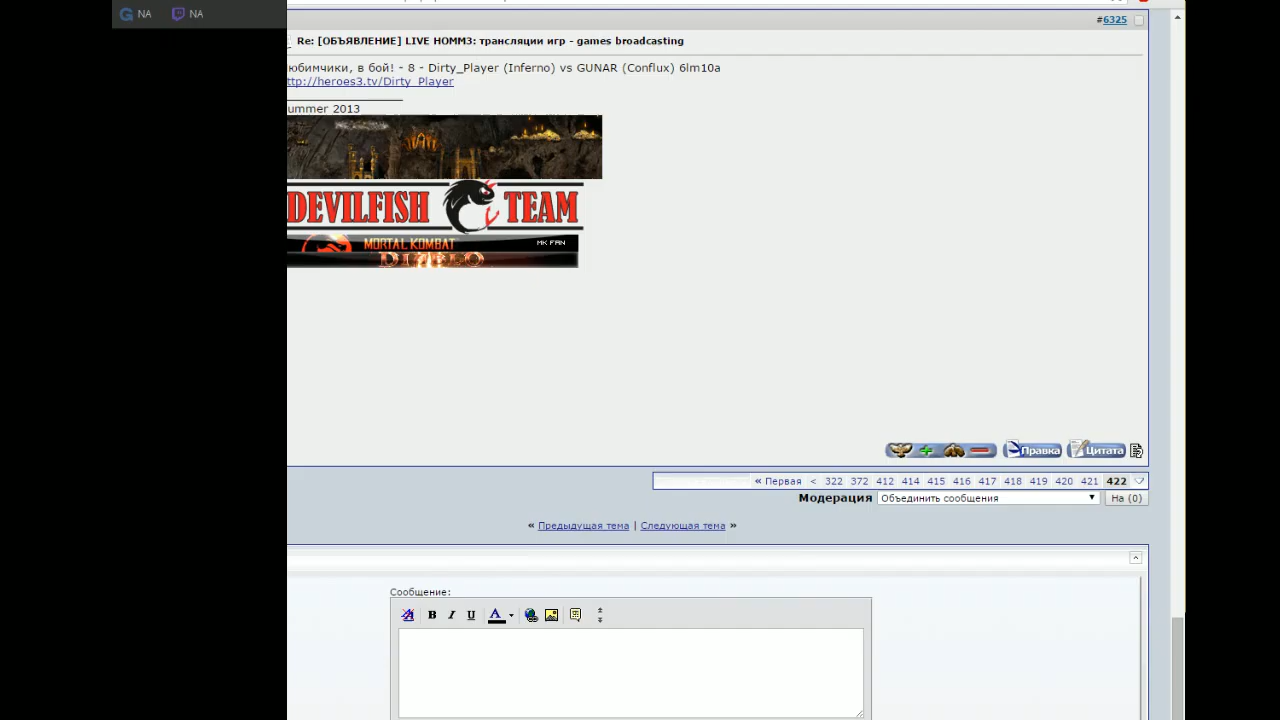 NA NA
#6325
Re: [ОБЪЯВЛЕНИЕ] LIVE HOMM3: трансляции игр - games broadcasting
юбимчики, в бой! - 8 - Dirty_Player (Inferno) vs GUNAR (Conflux) 6lm10a
ttp://heroes3.tv/Dirty_Player
ummer 2013
DEVILFISH TEAM
MORTAL KOMBAT MK FAN
DIABLO
Правка Цитата
« Первая < 322 372 412 414 415 416 417 418 419 420 421 422
Модерация Объединить сообщения На (0)
« Предыдущая тема | Следующая тема »
Сообщение:
B I U A